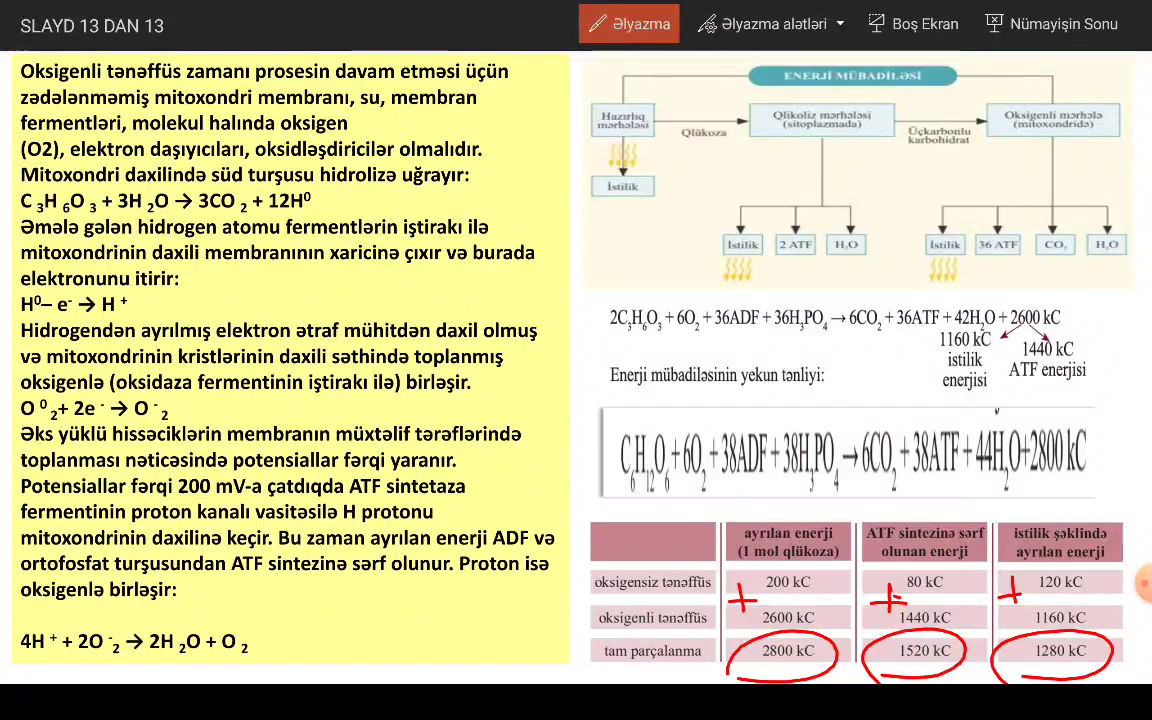 SLAYD 13 DAN 13
Əlyazma
Əlyazma alətləri
Boş Ekran
Nümayişin Sonu
Oksigenli tənəffüs zamanı prosesin davam etməsi üçün
zədələnməmiş mitoxondri membranı, su, membran
fermentləri, molekul halında oksigen
(O2), elektron daşıyıcıları, oksidləşdiricilər olmalıdır.
Mitoxondri daxilində süd turşusu hidrolizə uğrayır:
C ₃H ₆O ₃ + 3H ₂O → 3CO ₂ + 12H⁰
Əmələ gələn hidrogen atomu fermentlərin iştirakı ilə
mitoxondrinin daxili membranının xaricinə çıxır və burada
elektronunu itirir:
H⁰– e⁻ → H ⁺
Hidrogendən ayrılmış elektron ətraf mühitdən daxil olmuş
və mitoxondrinin kristlərinin daxili səthində toplanmış
oksigenlə (oksidaza fermentinin iştirakı ilə) birləşir.
O ⁰ ₂+ 2e ⁻ → O ⁻ ₂
Əks yüklü hissəciklərin membranın müxtəlif tərəflərində
toplanması nəticəsində potensiallar fərqi yaranır.
Potensiallar fərqi 200 mV-a çatdıqda ATF sintetaza
fermentinin proton kanalı vasitəsilə H protonu
mitoxondrinin daxilinə keçir. Bu zaman ayrılan enerji ADF və
ortofosfat turşusundan ATF sintezinə sərf olunur. Proton isə
oksigenlə birləşir:
4H ⁺ + 2O ⁻₂ → 2H ₂O + O ₂
ENERJİ MÜBADİLƏSİ
Hazırlıq
mərhələsi
Qlükoza
Qlikoliz mərhələsi
(sitoplazmada)
Üçkarbonlu
karbohidrat
Oksigenli mərhələ
(mitoxondridə)
İstilik
İstilik
2 ATF
H₂O
İstilik
36 ATF
CO₂
H₂O
2C₃H₆O₃ + 6O₂ + 36ADF + 36H₃PO₄ → 6CO₂ + 36ATF + 42H₂O + 2600 kC
1160 kC
istilik
enerjisi
1440 kC
ATF enerjisi
Enerji mübadiləsinin yekun tənliyi:
C₆H₁₂O₆ + 6O₂ + 38ADF + 38H₃PO₄ → 6CO₂ + 38ATF + 44H₂O+2800 kC
ayrılan enerji
(1 mol qlükoza)
ATF sintezinə sərf
olunan enerji
istilik şəklində
ayrılan enerji
oksigensiz tənəffüs 200 kC 80 kC 120 kC
+ + +
oksigenli tənəffüs 2600 kC 1440 kC 1160 kC
tam parçalanma 2800 kC 1520 kC 1280 kC